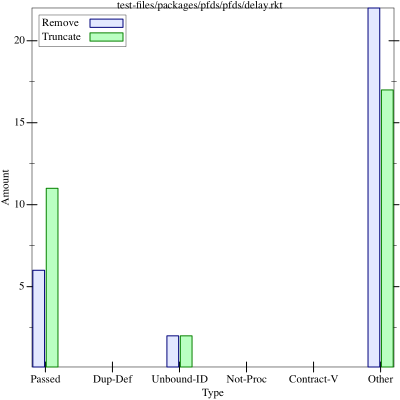 test-files/packages/pfds/pfds/delay.rkt
Remove
Truncate
20
15
10
5
Amount
Passed Dup-Def Unbound-ID Not-Proc Contract-V Other
Type